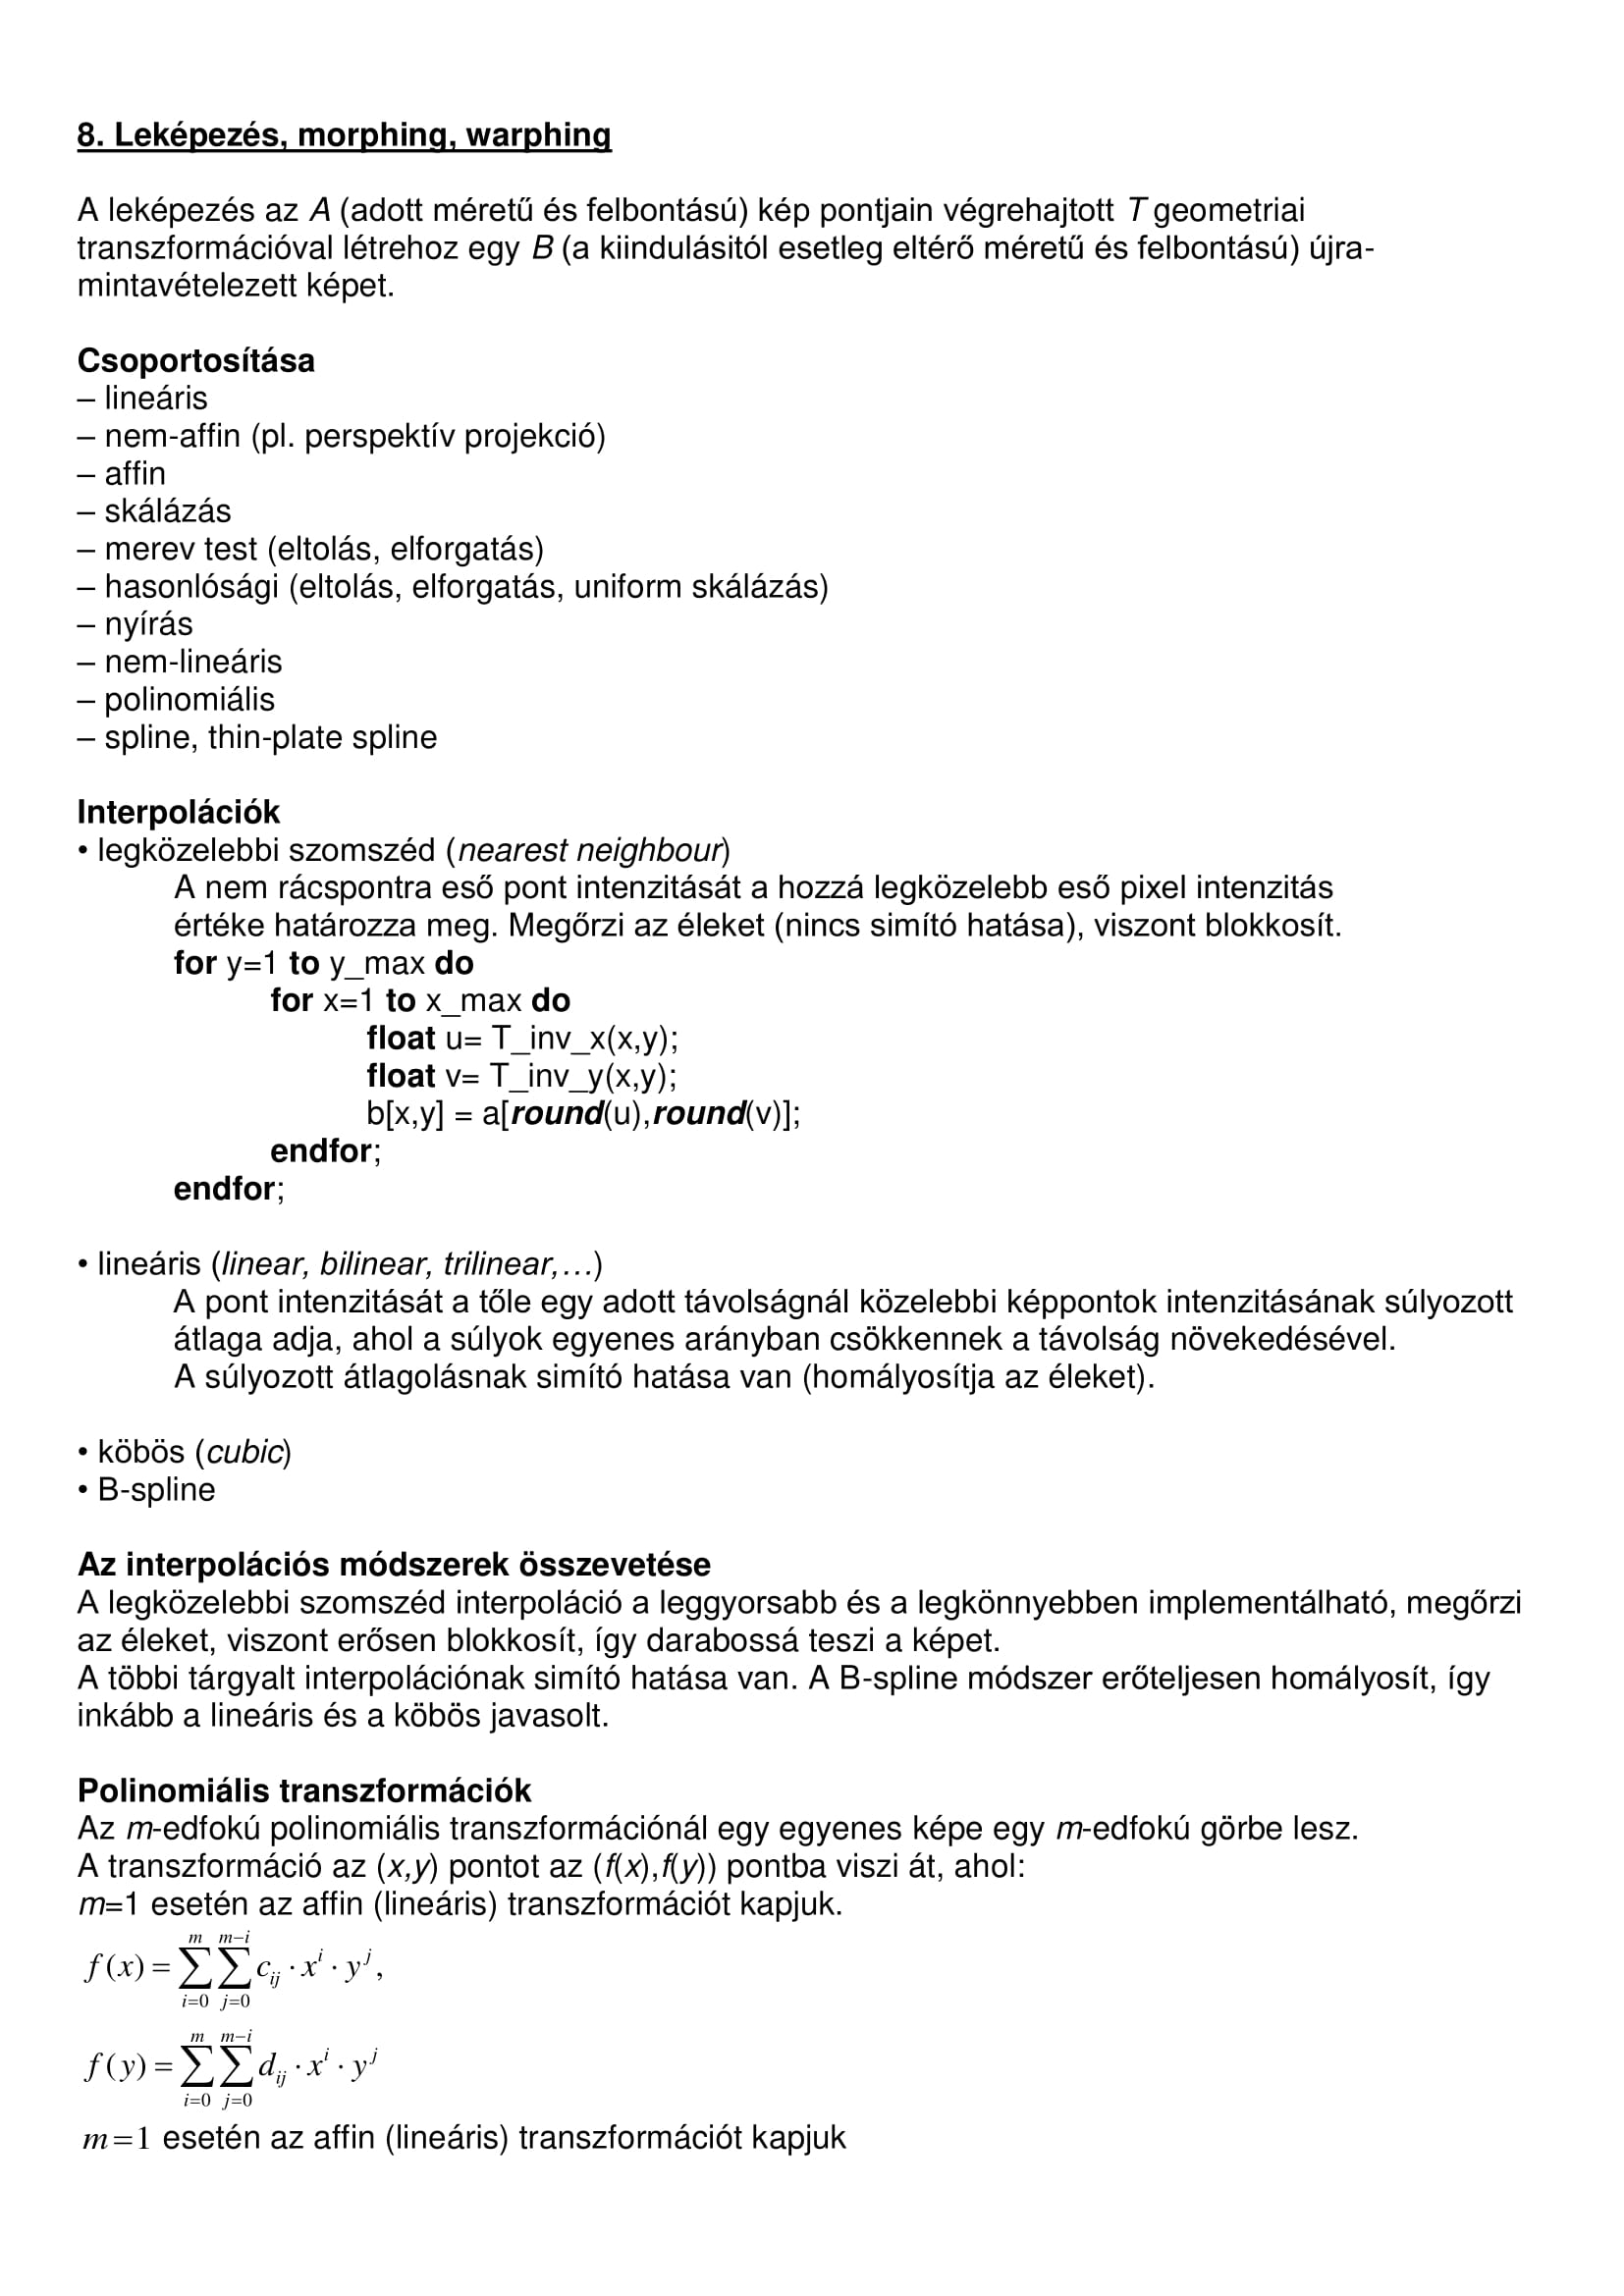 8. Leképezés, morphing, warphing
A leképezés az A (adott méretű és felbontású) kép pontjain végrehajtott T geometriai
transzformációval létrehoz egy B (a kiindulásitól esetleg eltérő méretű és felbontású) újra-
mintavételezett képet.
Csoportosítása
– lineáris
– nem-affin (pl. perspektív projekció)
– affin
– skálázás
– merev test (eltolás, elforgatás)
– hasonlósági (eltolás, elforgatás, uniform skálázás)
– nyírás
– nem-lineáris
– polinomiális
– spline, thin-plate spline
Interpolációk
• legközelebbi szomszéd (nearest neighbour)
A nem rácspontra eső pont intenzitását a hozzá legközelebb eső pixel intenzitás
értéke határozza meg. Megőrzi az éleket (nincs simító hatása), viszont blokkosít.
for y=1 to y_max do
for x=1 to x_max do
float u= T_inv_x(x,y);
float v= T_inv_y(x,y);
b[x,y] = a[round(u),round(v)];
endfor;
endfor;
• lineáris (linear, bilinear, trilinear,…)
A pont intenzitását a tőle egy adott távolságnál közelebbi képpontok intenzitásának súlyozott
átlaga adja, ahol a súlyok egyenes arányban csökkennek a távolság növekedésével.
A súlyozott átlagolásnak simító hatása van (homályosítja az éleket).
• köbös (cubic)
• B-spline
Az interpolációs módszerek összevetése
A legközelebbi szomszéd interpoláció a leggyorsabb és a legkönnyebben implementálható, megőrzi
az éleket, viszont erősen blokkosít, így darabossá teszi a képet.
A többi tárgyalt interpolációnak simító hatása van. A B-spline módszer erőteljesen homályosít, így
inkább a lineáris és a köbös javasolt.
Polinomiális transzformációk
Az m-edfokú polinomiális transzformációnál egy egyenes képe egy m-edfokú görbe lesz.
A transzformáció az (x,y) pontot az (f(x),f(y)) pontba viszi át, ahol:
m=1 esetén az affin (lineáris) transzformációt kapjuk.
f(x) = ∑_{i=0}^{m} ∑_{j=0}^{m−i} c_{ij} · x^i · y^j,
f(y) = ∑_{i=0}^{m} ∑_{j=0}^{m−i} d_{ij} · x^i · y^j
m=1 esetén az affin (lineáris) transzformációt kapjuk